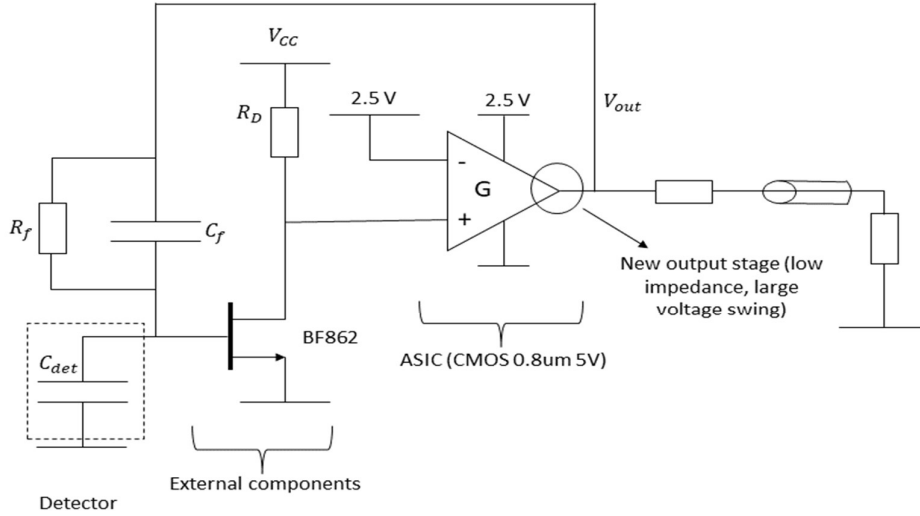 V_CC
R_D
2.5 V
2.5 V
V_out
-
G
+
R_f
C_f
New output stage (low
impedance, large
voltage swing)
BF862
C_det
ASIC (CMOS 0.8um 5V)
External components
Detector